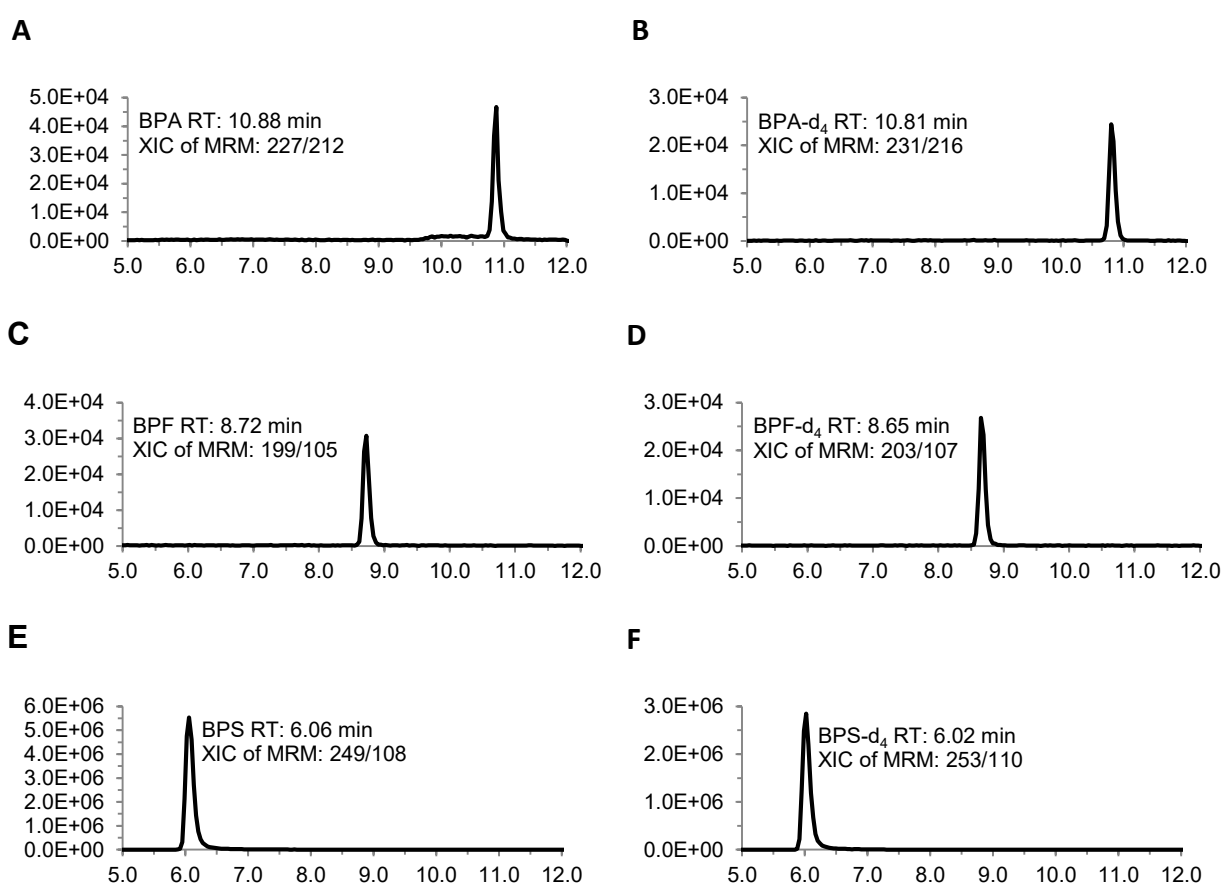 A
5.0E+04
4.0E+04
3.0E+04
2.0E+04
1.0E+04
0.0E+00
BPA RT: 10.88 min
XIC of MRM: 227/212
5.0 6.0 7.0 8.0 9.0 10.0 11.0 12.0
B
3.0E+04
2.0E+04
1.0E+04
0.0E+00
BPA-d₄ RT: 10.81 min
XIC of MRM: 231/216
5.0 6.0 7.0 8.0 9.0 10.0 11.0 12.0
C
4.0E+04
3.0E+04
2.0E+04
1.0E+04
0.0E+00
BPF RT: 8.72 min
XIC of MRM: 199/105
5.0 6.0 7.0 8.0 9.0 10.0 11.0 12.0
D
3.0E+04
2.0E+04
1.0E+04
0.0E+00
BPF-d₄ RT: 8.65 min
XIC of MRM: 203/107
5.0 6.0 7.0 8.0 9.0 10.0 11.0 12.0
E
6.0E+06
5.0E+06
4.0E+06
3.0E+06
2.0E+06
1.0E+06
0.0E+00
BPS RT: 6.06 min
XIC of MRM: 249/108
5.0 6.0 7.0 8.0 9.0 10.0 11.0 12.0
F
3.0E+06
2.0E+06
1.0E+06
0.0E+00
BPS-d₄ RT: 6.02 min
XIC of MRM: 253/110
5.0 6.0 7.0 8.0 9.0 10.0 11.0 12.0